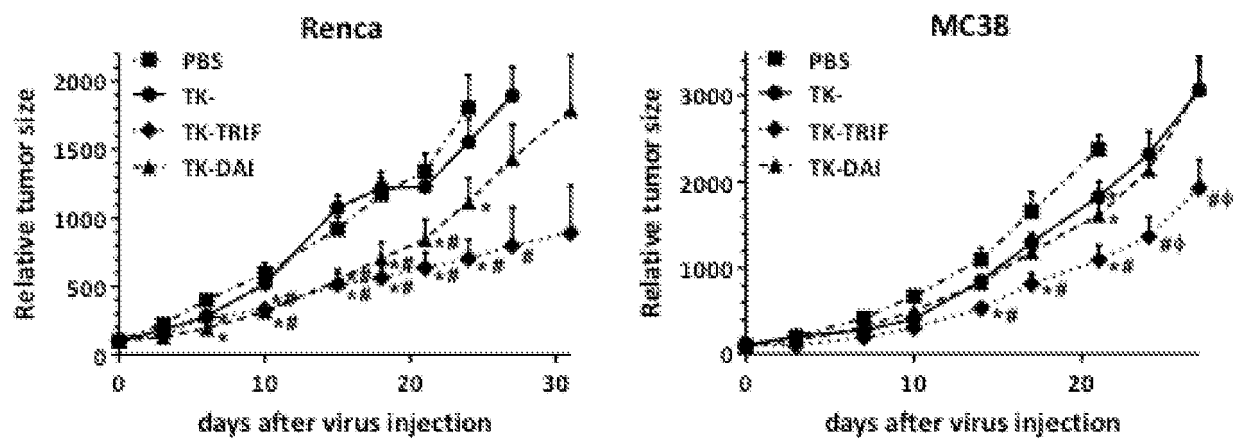 Renca
PBS
TK-
TK-TRIF
TK-DAI
Relative tumor size
2000
1500
1000
500
0
0 10 20 30
days after virus injection
* *# *# *# *# *# *# *# *# * *# #
MC38
PBS
TK-
TK-TRIF
TK-DAI
Relative tumor size
3000
2000
1000
0
0 10 20
days after virus injection
*# *# * *# #ϕ #ϕ